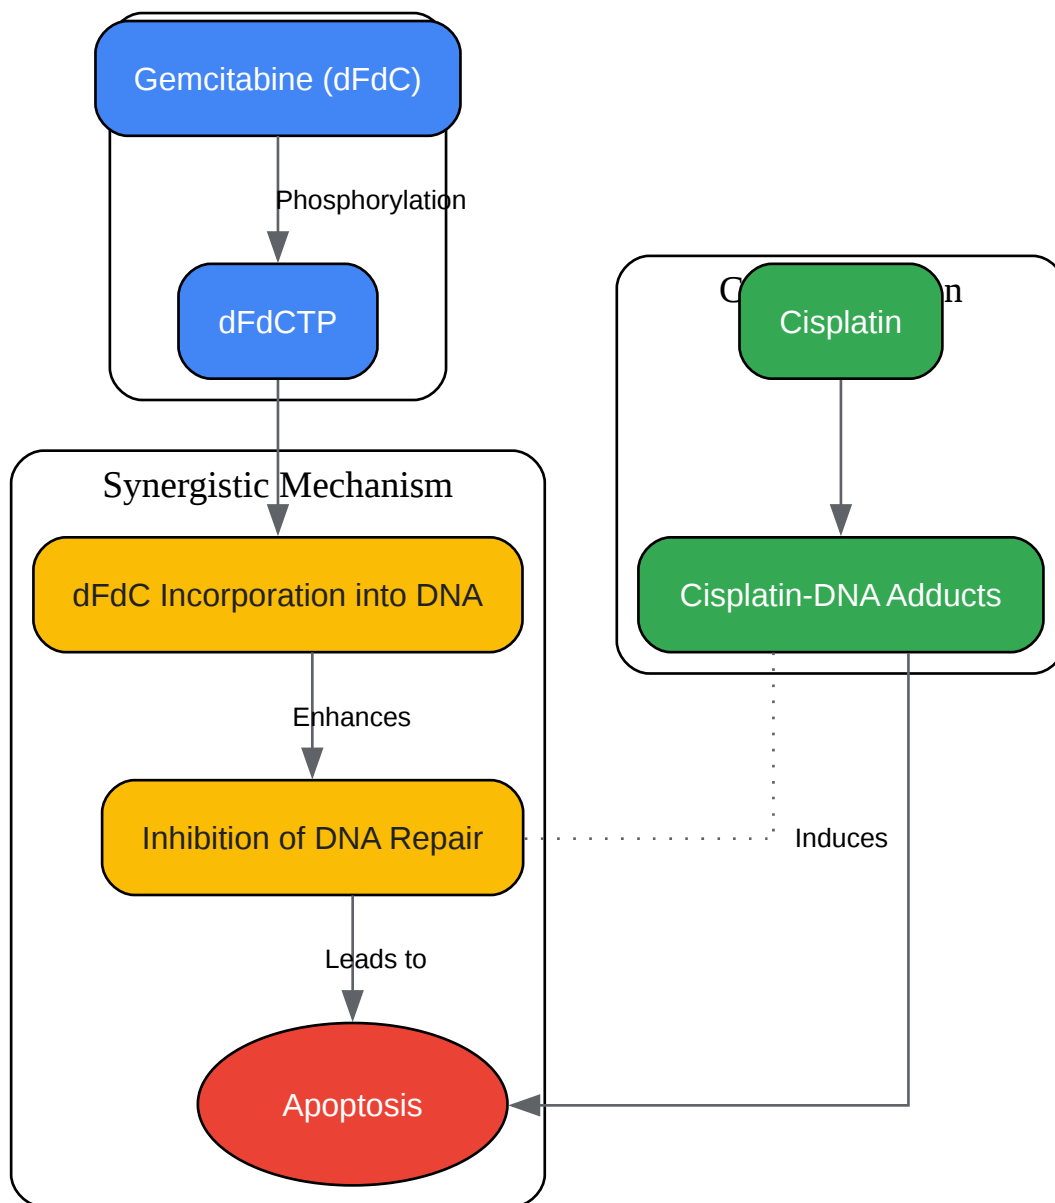 Gemcitabine (dFdC)
Phosphorylation
dFdCTP
Cisplatin
Synergistic Mechanism
dFdC Incorporation into DNA
Cisplatin-DNA Adducts
Enhances
Inhibition of DNA Repair
Induces
Leads to
Apoptosis